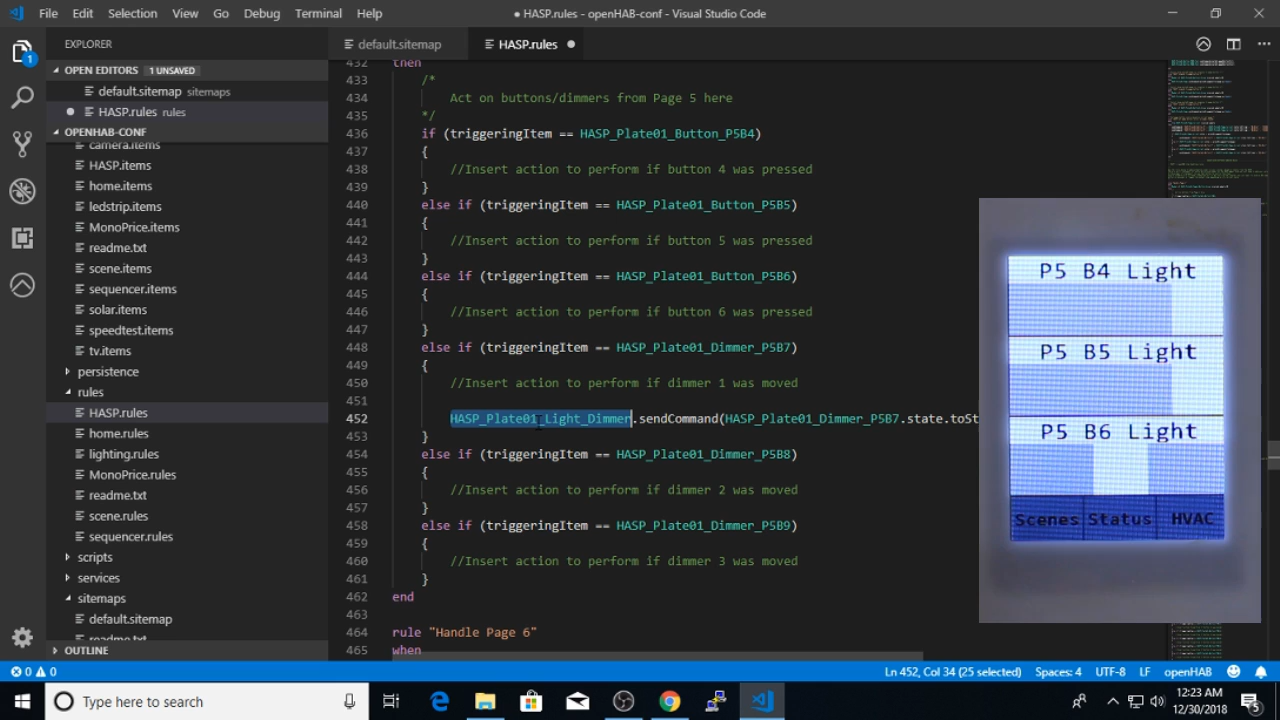 File Edit Selection View Go Debug Terminal Help
● HASP.rules - openHAB-conf - Visual Studio Code
EXPLORER
OPEN EDITORS 1 UNSAVED
default.sitemap sitemaps
HASP.rules rules
OPENHAB-CONF
HASP.items
home.items
ledstrip.items
MonoPrice.items
readme.txt
scene.items
sequencer.items
solar.items
speedtest.items
tv.items
persistence
rules
HASP.rules
home.rules
lighting.rules
MonoPrice.rules
readme.txt
scene.rules
sequencer.rules
scripts
services
sitemaps
default.sitemap
readme.txt
OUTLINE
default.sitemap
HASP.rules
432 then
433 /*
434 Actions to be performed from page 5 here
435 */
436 if (triggeringItem == HASP_Plate01_Button_P5B4)
437 {
438 //Insert action to perform if button 4 was pressed
439 }
440 else if (triggeringItem == HASP_Plate01_Button_P5B5)
441 {
442 //Insert action to perform if button 5 was pressed
443 }
444 else if (triggeringItem == HASP_Plate01_Button_P5B6)
445 {
446 //Insert action to perform if button 6 was pressed
447 }
448 else if (triggeringItem == HASP_Plate01_Dimmer_P5B7)
449 {
450 //Insert action to perform if dimmer 1 was moved
451
452 Light_Dimmer.sendCommand(HASP_Plate01_Dimmer_P5B7.state.toSt
453 }
454 else if (triggeringItem == HASP_Plate01_Dimmer_P5B8)
455 {
456 //Insert action to perform if dimmer 2 was moved
457 }
458 else if (triggeringItem == HASP_Plate01_Dimmer_P5B9)
459 {
460 //Insert action to perform if dimmer 3 was moved
461 }
462 end
463
464 rule "Handl
465 when
P5 B4 Light
P5 B5 Light
P5 B6 Light
Scenes Status HVAC
0 0 Ln 452, Col 34 (25 selected) Spaces: 4 UTF-8 LF openHAB
Type here to search
12:23 AM
12/30/2018